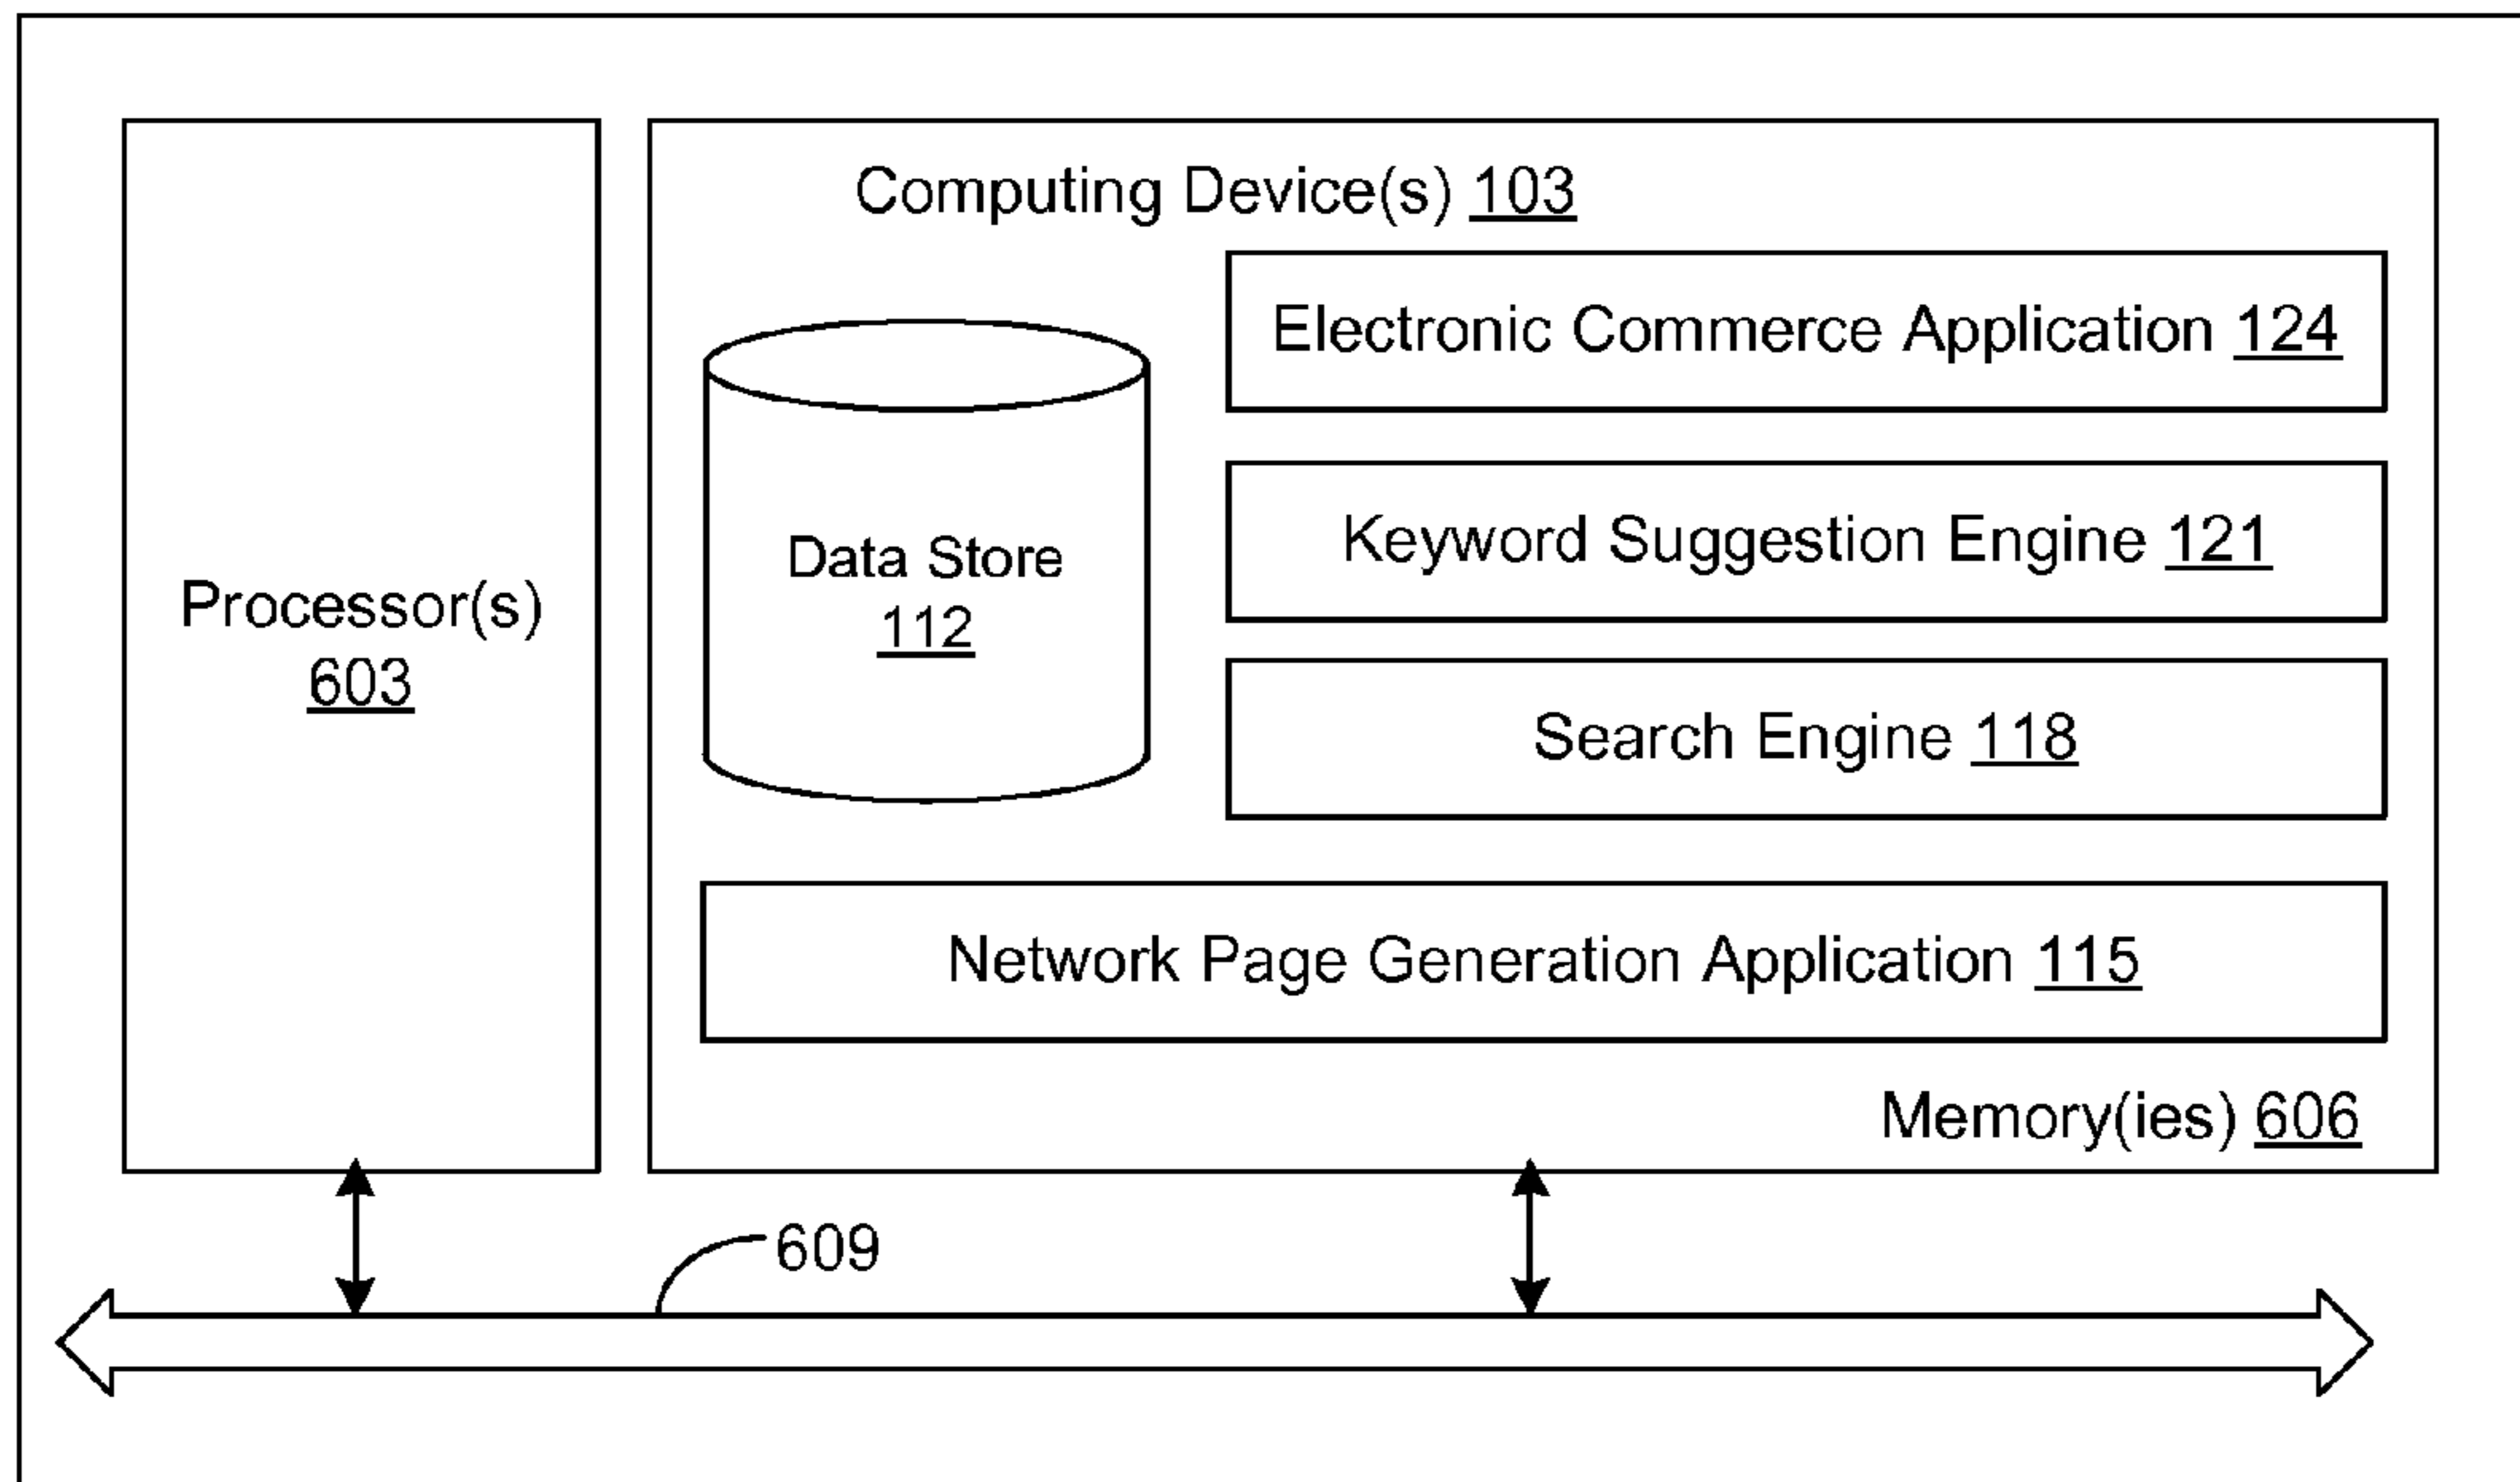 Computing Device(s) 103
Electronic Commerce Application 124
Keyword Suggestion Engine 121
Data Store
112
Processor(s)
603
Search Engine 118
Network Page Generation Application 115
Memory(ies) 606
609